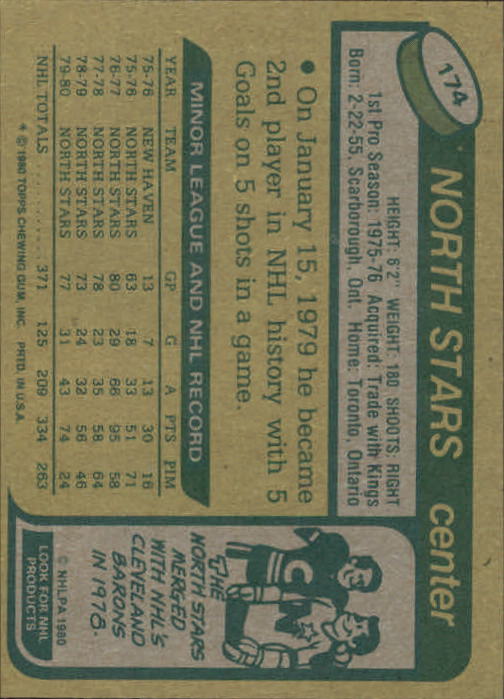 174
NORTH STARS center
HEIGHT: 6'2" WEIGHT: 180 SHOOTS: RIGHT
1st Pro Season: 1975-76 Acquired: Trade with Kings
Born: 2-22-55, Scarborough, Ont. Home: Toronto, Ontario
• On January 15, 1979 he became
2nd player in NHL history with 5
Goals on 5 shots in a game.
MINOR LEAGUE AND NHL RECORD
YEAR TEAM GP G A PTS PIM
75-76 NEW HAVEN 13 7 13 30 16
75-76 NORTH STARS 63 18 33 51 71
76-77 NORTH STARS 80 29 66 95 58
77-78 NORTH STARS 78 23 35 58 64
78-79 NORTH STARS 73 24 32 56 46
79-80 NORTH STARS 77 31 43 74 24
NHL TOTALS .......... 371 125 209 334 263
* © 1980 TOPPS CHEWING GUM, INC. PRTD. IN U.S.A.
C
THE
NORTH STARS
MERGED
WITH NHL'S
CLEVELAND
BARONS
IN 1978.
© NHLPA 1980
LOOK FOR NHL
PRODUCTS